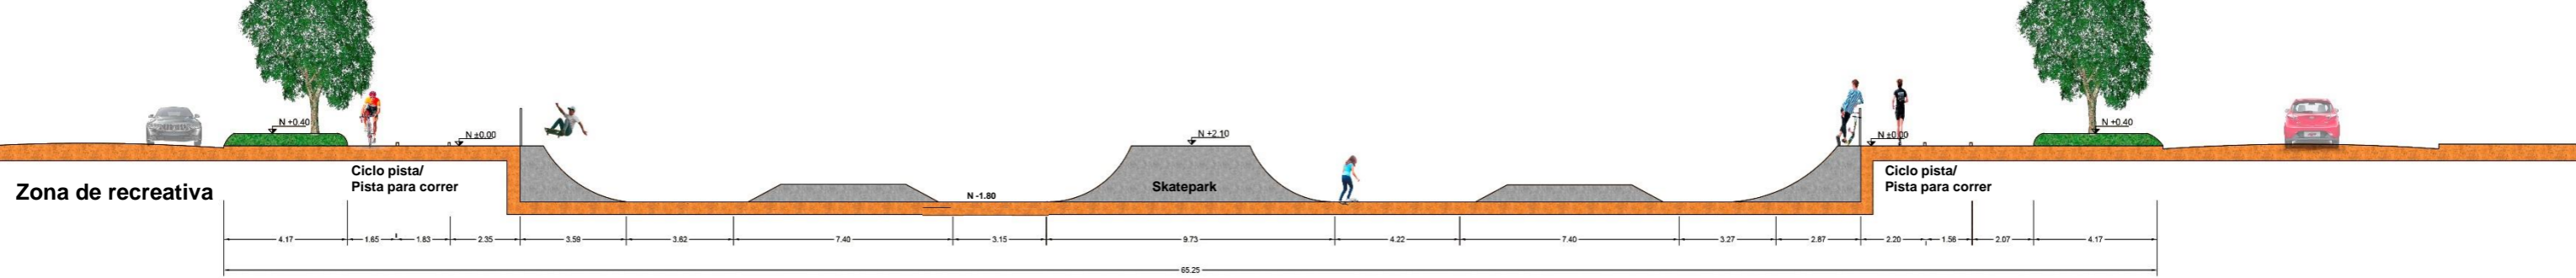 N +0.40
N ±0.00
N +2.10
N ±0.00
N +0.40
Ciclo pista/
Pista para correr
Zona de recreativa
N -1.80
Skatepark
Ciclo pista/
Pista para correr
4.17
1.65
1.83
2.35
3.59
3.62
7.40
3.15
9.73
4.22
7.40
3.27
2.87
2.20
1.56
2.07
4.17
65.25